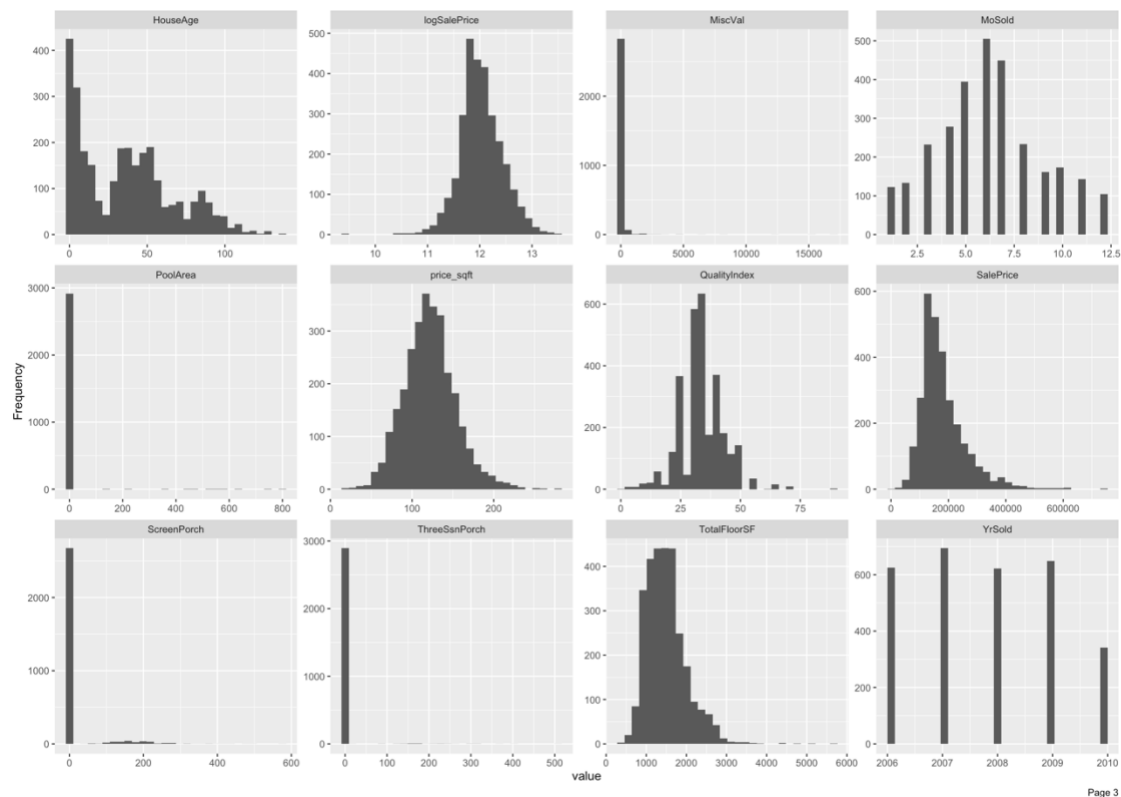 HouseAge logSalePrice MiscVal MoSold
400
300
200
100
0
0 50 100
500
400
300
200
100
0
10 11 12 13
2000
1000
0
0 5000 10000 15000
500
400
300
200
100
0
2.5 5.0 7.5 10.0 12.5
PoolArea price_sqft QualityIndex SalePrice
3000
2000
1000
0
0 200 400 600 800
300
200
100
0
0 100 200
600
400
200
0
0 25 50 75
600
400
200
0
0 200000 400000 600000
ScreenPorch ThreeSsnPorch TotalFloorSF YrSold
2000
1000
0
0 200 400 600
3000
2000
1000
0
0 100 200 300 400 500
400
300
200
100
0
0 1000 2000 3000 4000 5000 6000
600
400
200
0
2006 2007 2008 2009 2010
Frequency
value
Page 3